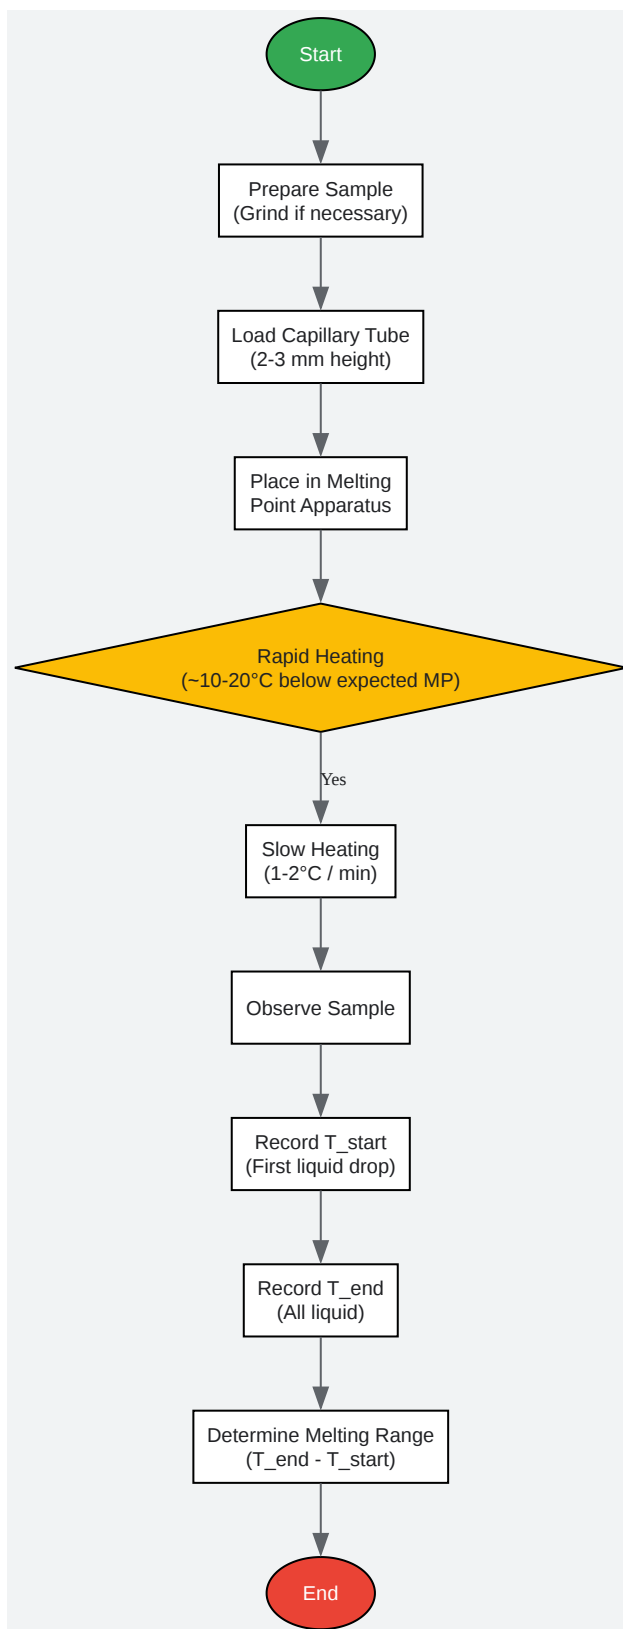 Start
Prepare Sample
(Grind if necessary)
Load Capillary Tube
(2-3 mm height)
Place in Melting
Point Apparatus
Rapid Heating
(~10-20°C below expected MP)
Yes
Slow Heating
(1-2°C / min)
Observe Sample
Record T_start
(First liquid drop)
Record T_end
(All liquid)
Determine Melting Range
(T_end - T_start)
End